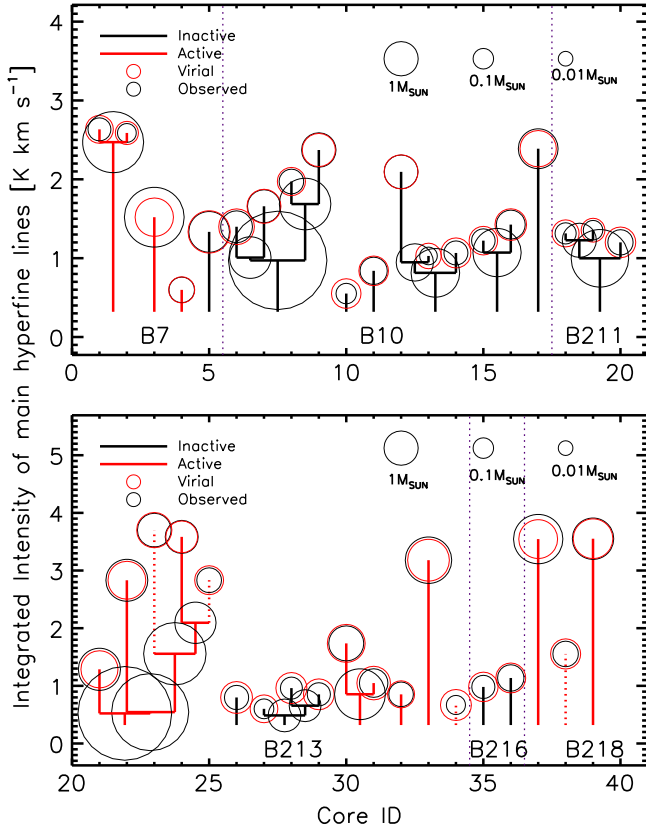 Integrated Intensity of main hyperfine lines [K km s⁻¹]
4
3
2
1
0
Inactive
Active
Virial
Observed
1M_SUN
0.1M_SUN
0.01M_SUN
B7
B10
B211
0
5
10
15
20
5
4
3
2
1
0
Inactive
Active
Virial
Observed
1M_SUN
0.1M_SUN
0.01M_SUN
B213
B216
B218
20
25
30
35
40
Core ID